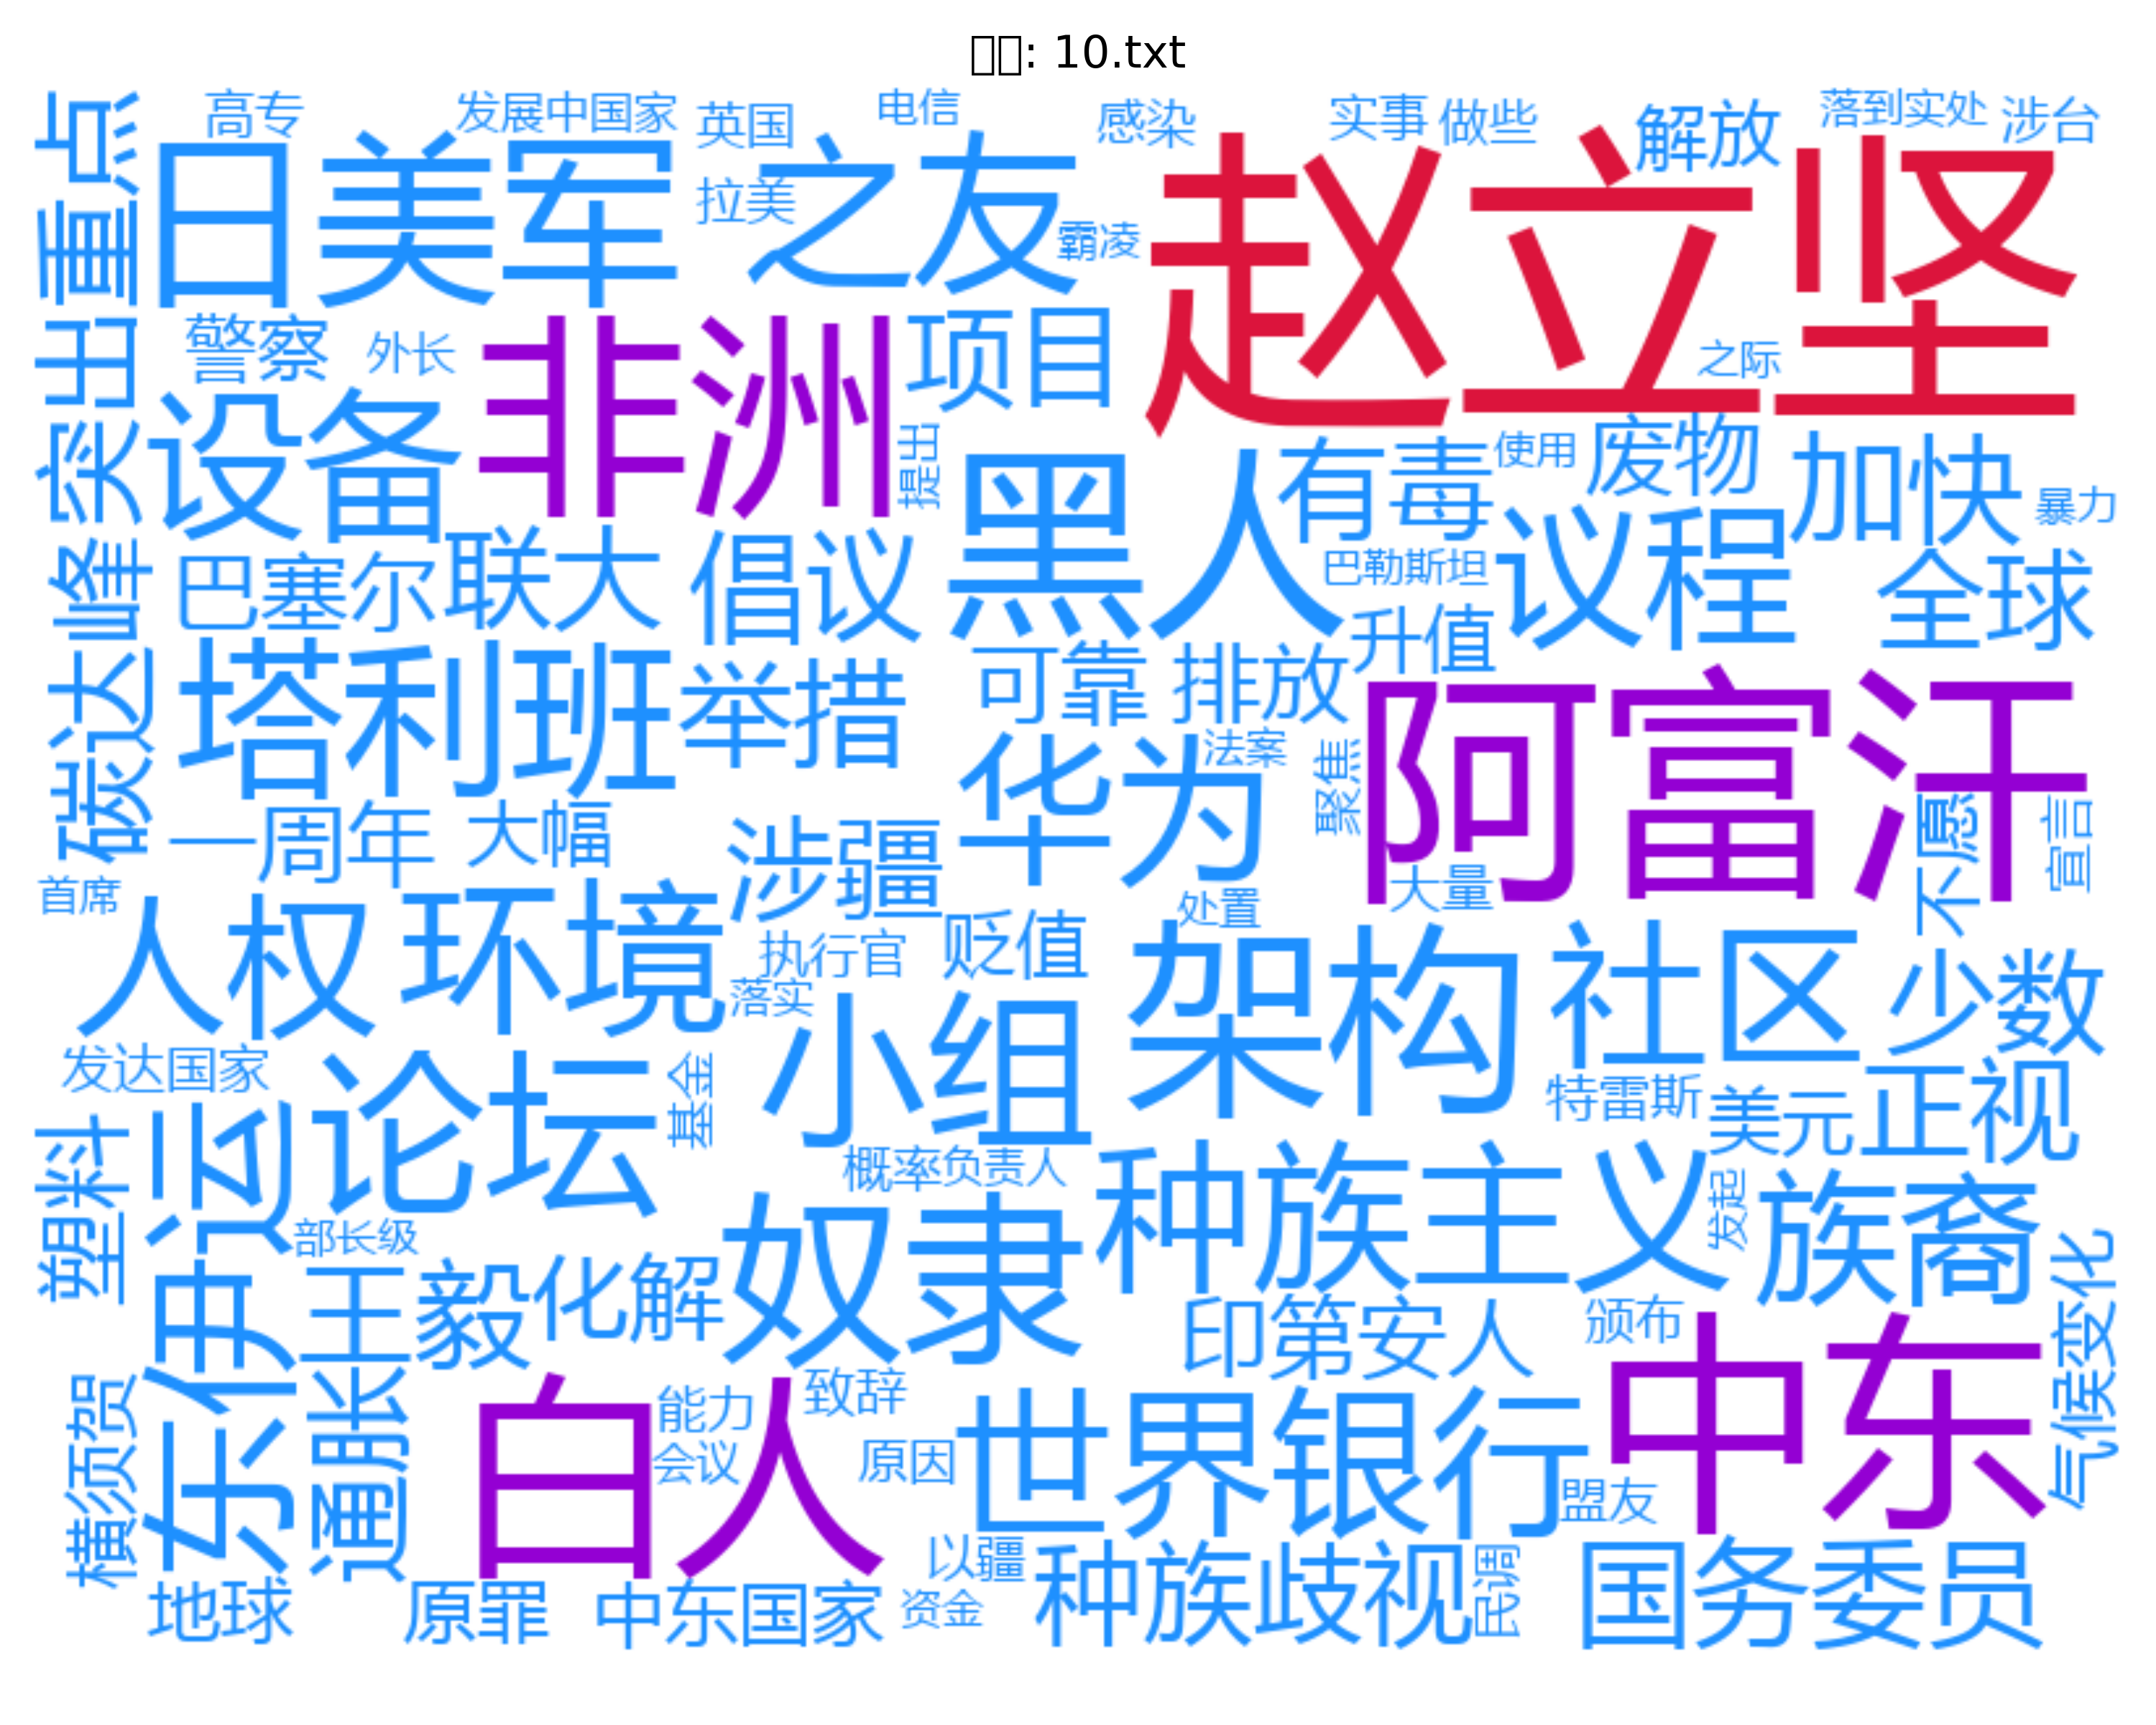 : 10.txt
高专
发展中国家
英国
电信
感染
实事
做些
解放
落到实处
涉台
重点
日美军
之友
拉美
霸凌
赵立坚
突出
警察
外长
非洲
项目
之际
设备
提出
黑人
有毒
使用
废物
加快
暴力
碳达峰
巴塞尔
联大
倡议
巴勒斯坦
议程
全球
塔利班
举措
可靠
排放
升值
阿富汗
华为
法案
聚焦
一周年
大幅
涉疆
大量
不愿
官言
首席
处置
人权
环境
执行官
贬值
架构
社区
少数
落实
小组
发达国家
论坛
基金
特雷斯
美元
正视
塑料
东伊运
概率
负责人
种族主义
发起
族裔
部长级
王毅
化解
奴隶
印第安人
颁布
中东
气候变化
横须贺
通胀
白人
能力
致辞
会议
原因
世界银行
盟友
以疆
种族歧视
国务委员
地球
原罪
中东国家
资金